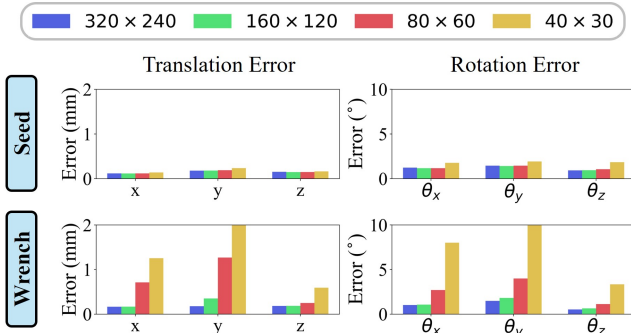 320 × 240 160 × 120 80 × 60 40 × 30
Translation Error Rotation Error
Seed
Error (mm)
2
1
0
x y z
Error (°)
10
5
0
θx θy θz
Wrench
Error (mm)
2
1
0
x y z
Error (°)
10
5
0
θx θy θz